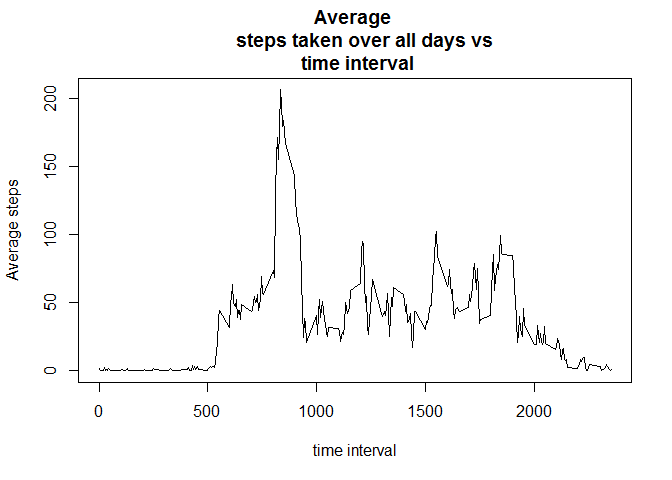 Average
steps taken over all days vs
time interval
Average steps
200
150
100
50
0
0 500 1000 1500 2000
time interval